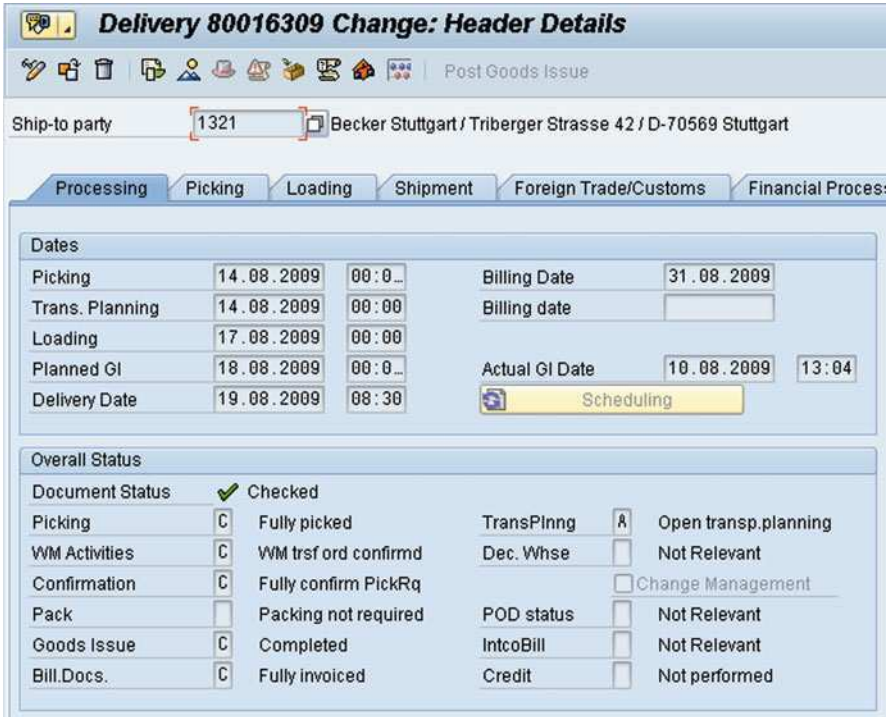 Delivery 80016309 Change: Header Details
Post Goods Issue
Ship-to party 1321 Becker Stuttgart / Triberger Strasse 42 / D-70569 Stuttgart
Processing Picking Loading Shipment Foreign Trade/Customs Financial Process
Dates
Picking 14.08.2009 00:0... Billing Date 31.08.2009
Trans. Planning 14.08.2009 00:00 Billing date
Loading 17.08.2009 00:00
Planned GI 18.08.2009 00:0... Actual GI Date 10.08.2009 13:04
Delivery Date 19.08.2009 08:30 Scheduling
Overall Status
Document Status Checked
Picking C Fully picked TransPlnng A Open transp.planning
WM Activities C WM trsf ord confirmd Dec. Whse Not Relevant
Confirmation C Fully confirm PickRq Change Management
Pack Packing not required POD status Not Relevant
Goods Issue C Completed IntcoBill Not Relevant
Bill.Docs. C Fully invoiced Credit Not performed